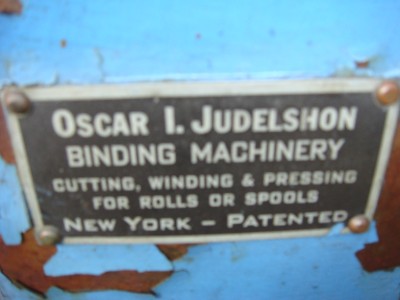 OSCAR I. JUDELSHON
BINDING MACHINERY
CUTTING, WINDING & PRESSING
FOR ROLLS OR SPOOLS
NEW YORK – PATENTED